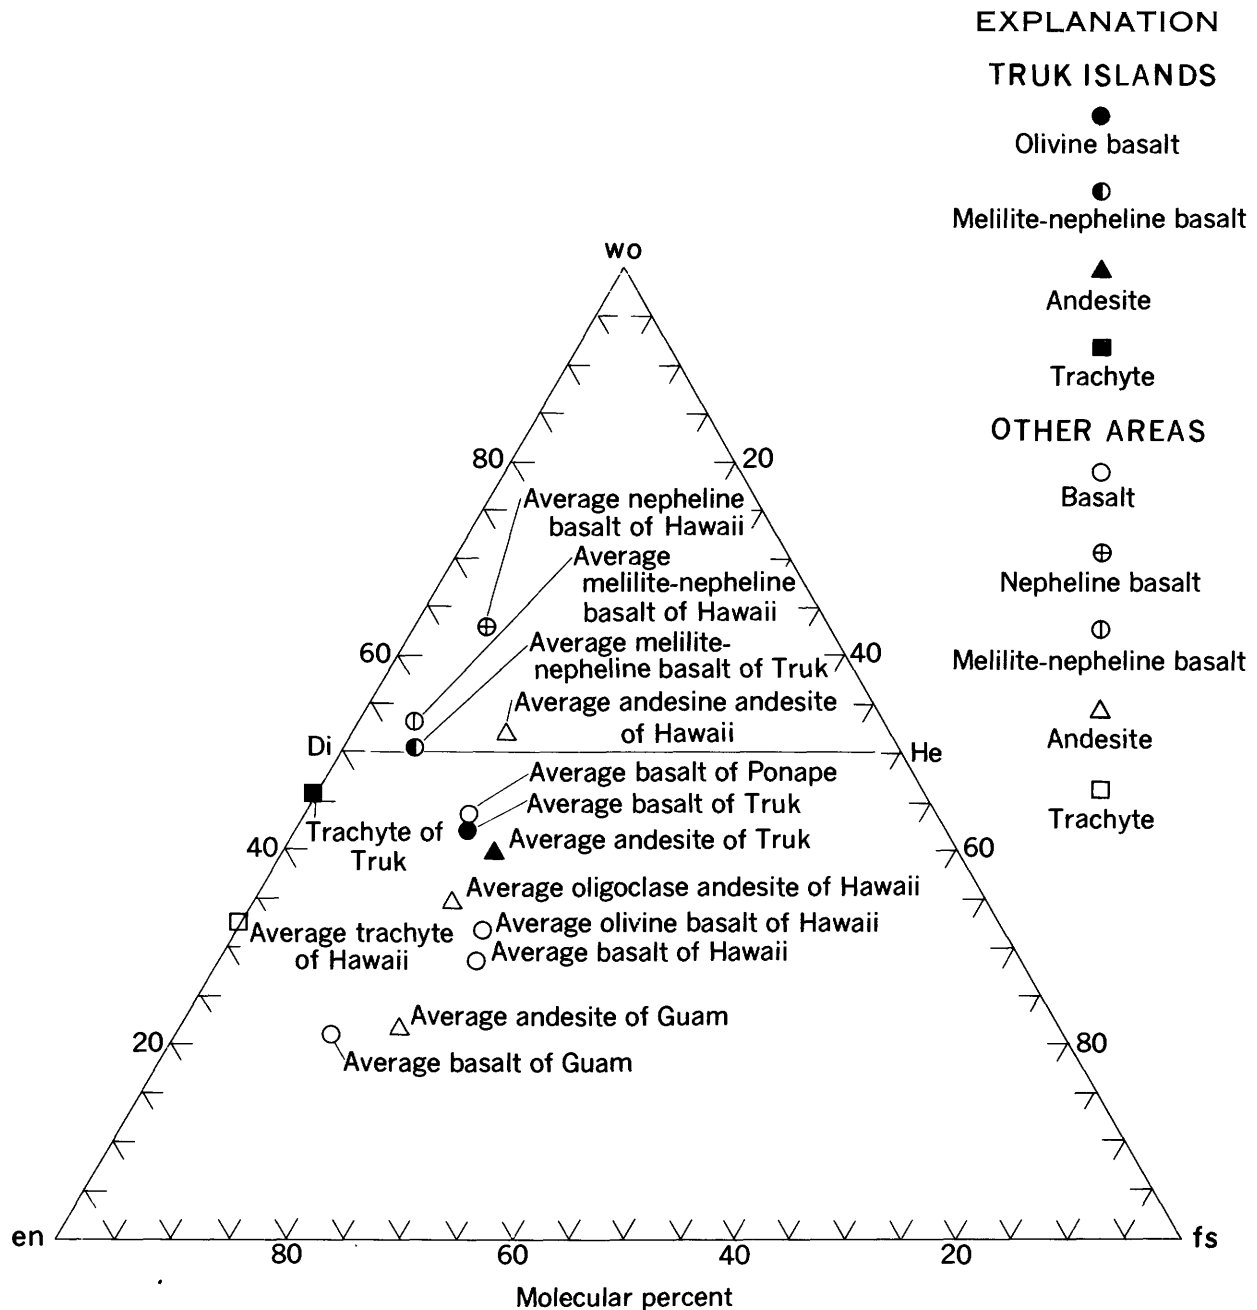 EXPLANATION
TRUK ISLANDS
Olivine basalt
Melilite-nepheline basalt
Andesite
Trachyte
OTHER AREAS
Basalt
Nepheline basalt
Melilite-nepheline basalt
Andesite
Trachyte
wo
80
20
Average nepheline
basalt of Hawaii
Average
melilite-nepheline
basalt of Hawaii
60
40
Average melilite-
nepheline basalt of Truk
Average andesine andesite
of Hawaii
Di
He
Average basalt of Ponape
Average basalt of Truk
Trachyte of
Truk
Average andesite of Truk
40
60
Average oligoclase andesite of Hawaii
Average olivine basalt of Hawaii
Average trachyte
of Hawaii
Average basalt of Hawaii
Average andesite of Guam
20
80
Average basalt of Guam
en
fs
80
60
40
20
Molecular percent